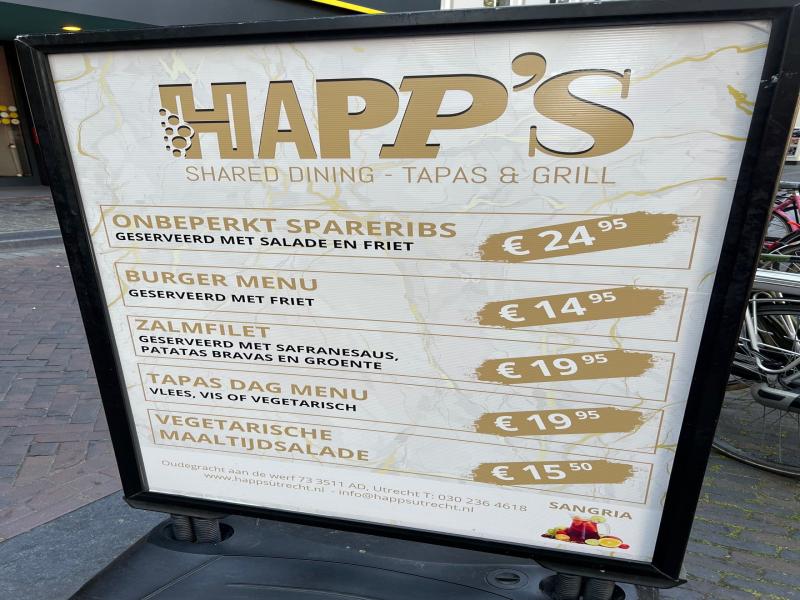 HAPP'S
SHARED DINING - TAPAS & GRILL
ONBEPERKT SPARERIBS
GESERVEERD MET SALADE EN FRIET
€ 24 95
BURGER MENU
GESERVEERD MET FRIET
€ 14 95
ZALMFILET
GESERVEERD MET SAFRANESAUS,
PATATAS BRAVAS EN GROENTE
€ 19 95
TAPAS DAG MENU
VLEES, VIS OF VEGETARISCH
€ 19 95
VEGETARISCHE
MAALTIJDSALADE
€ 15 50
Oudegracht aan de werf 73 3511 AD, Utrecht T: 030 236 4618
www.happsutrecht.nl - info@happsutrecht.nl
SANGRIA